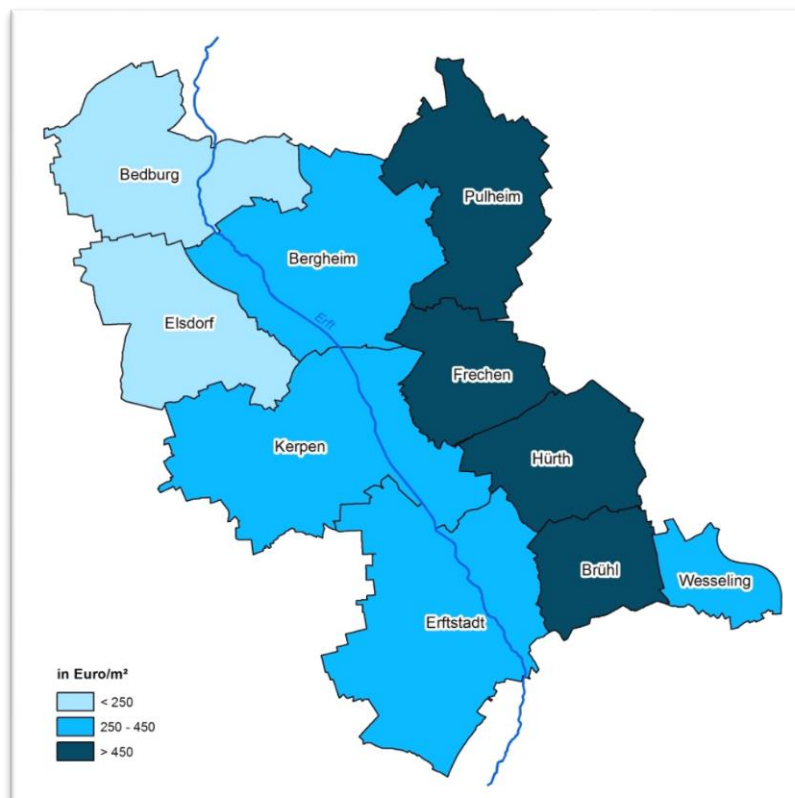 Bedburg
Pulheim
Bergheim
Elsdorf
Erft
Frechen
Kerpen
Hürth
Brühl
Wesseling
Erftstadt
in Euro/m²
< 250
250 - 450
> 450